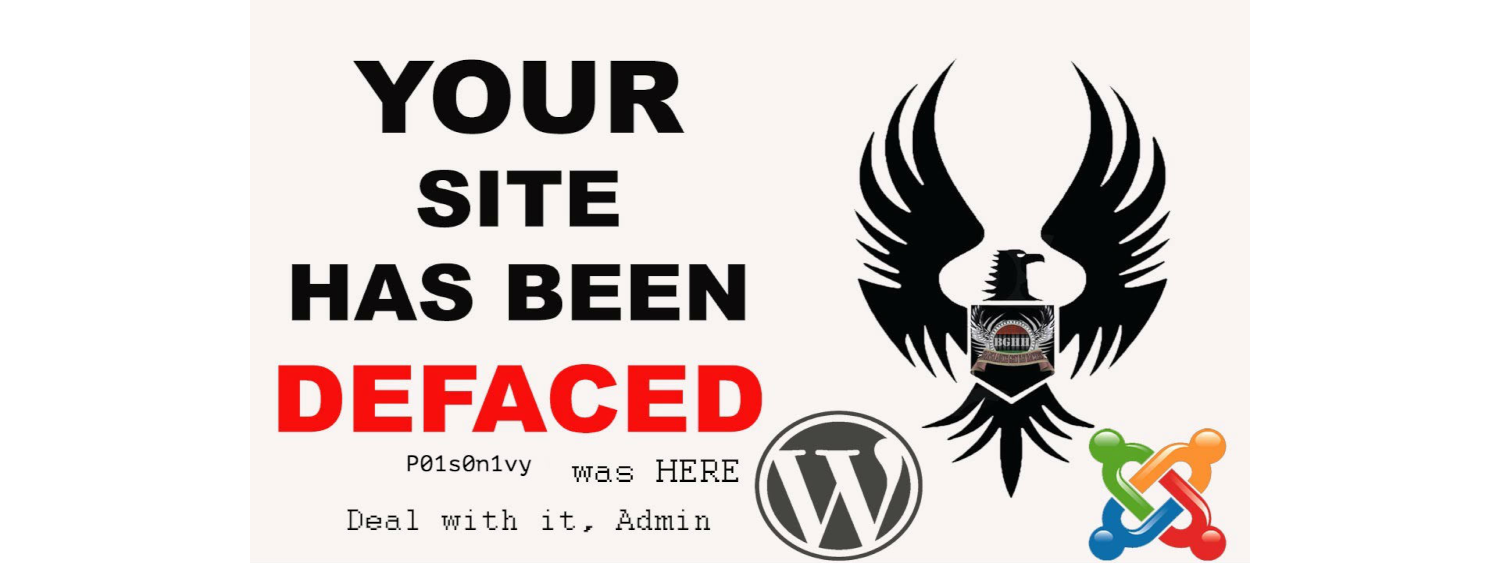 YOUR
SITE
HAS BEEN
DEFACED
P01s0n1vy was HERE
Deal with it, Admin
BGHH